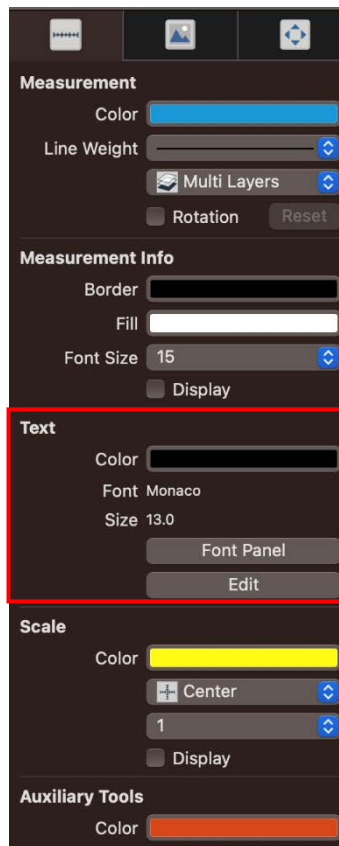 Measurement
Color
Line Weight
Multi Layers
Rotation Reset
Measurement Info
Border
Fill
Font Size 15
Display
Text
Color
Font Monaco
Size 13.0
Font Panel
Edit
Scale
Color
Center
1
Display
Auxiliary Tools
Color